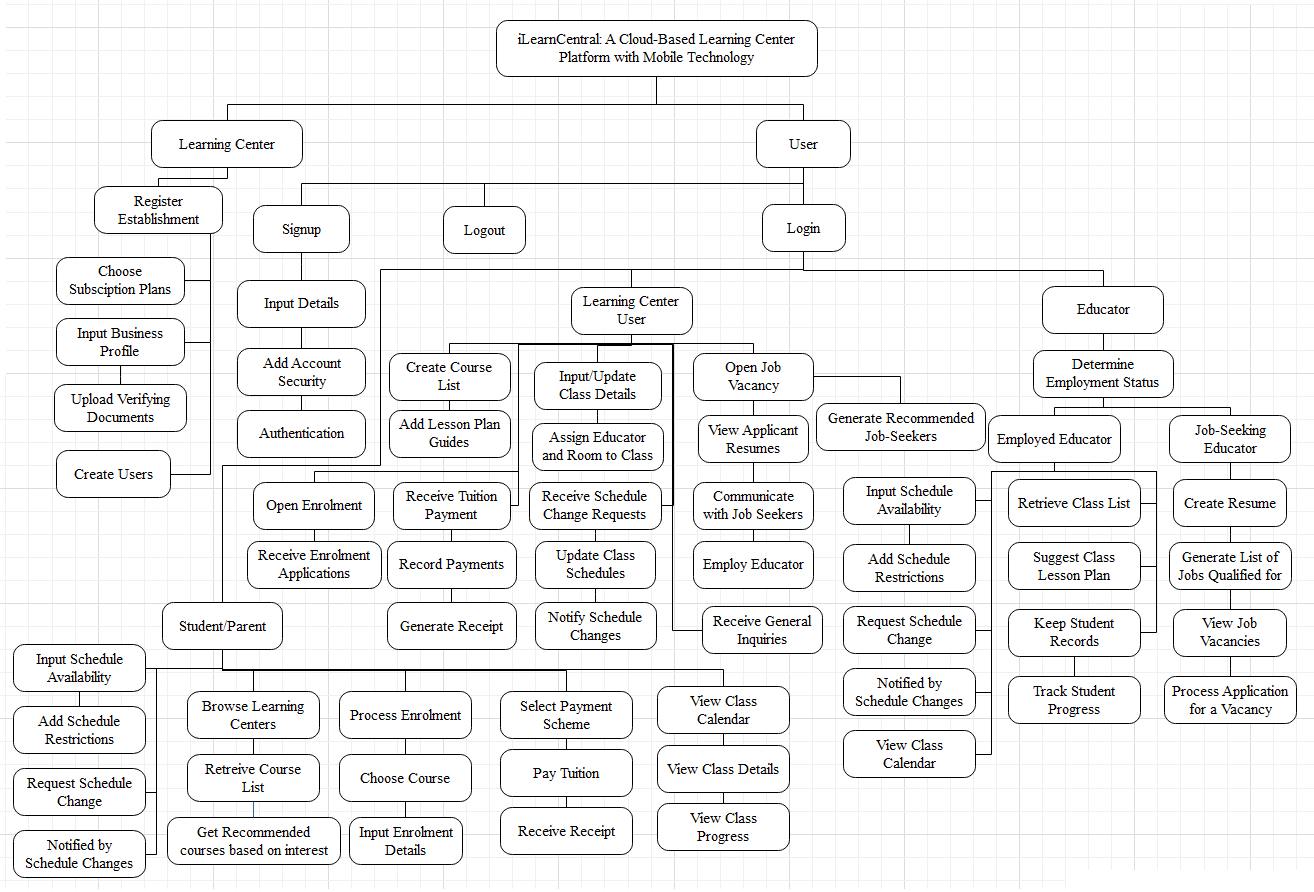 iLearnCentral: A Cloud-Based Learning Center
Platform with Mobile Technology
Learning Center
User
Register
Establishment
Signup
Logout
Login
Choose
Subsciption Plans
Input Business
Profile
Upload Verifying
Documents
Create Users
Input Details
Add Account
Security
Authentication
Learning Center
User
Educator
Create Course
List
Add Lesson Plan
Guides
Input/Update
Class Details
Assign Educator
and Room to Class
Open Job
Vacancy
View Applicant
Resumes
Generate Recommended
Job-Seekers
Determine
Employment Status
Employed Educator
Job-Seeking
Educator
Open Enrolment
Receive Enrolment
Applications
Receive Tuition
Payment
Record Payments
Generate Receipt
Receive Schedule
Change Requests
Update Class
Schedules
Notify Schedule
Changes
Communicate
with Job Seekers
Employ Educator
Receive General
Inquiries
Input Schedule
Availability
Add Schedule
Restrictions
Request Schedule
Change
Notified by
Schedule Changes
View Class
Calendar
Retrieve Class List
Suggest Class
Lesson Plan
Keep Student
Records
Track Student
Progress
Create Resume
Generate List of
Jobs Qualified for
View Job
Vacancies
Process Application
for a Vacancy
Student/Parent
Input Schedule
Availability
Add Schedule
Restrictions
Request Schedule
Change
Notified by
Schedule Changes
Browse Learning
Centers
Retreive Course
List
Get Recommended
courses based on interest
Process Enrolment
Choose Course
Input Enrolment
Details
Select Payment
Scheme
Pay Tuition
Receive Receipt
View Class
Calendar
View Class Details
View Class
Progress